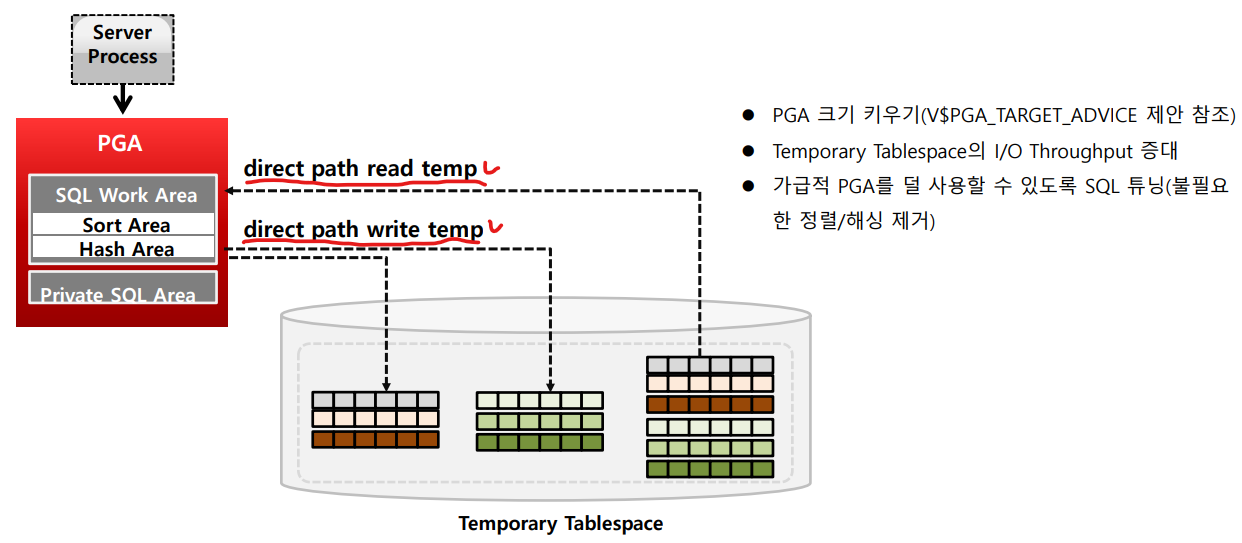 Server
Process
PGA
SQL Work Area
Sort Area
Hash Area
Private SQL Area
direct path read temp
direct path write temp
● PGA 크기 키우기(V$PGA_TARGET_ADVICE 제안 참조)
● Temporary Tablespace의 I/O Throughput 증대
● 가급적 PGA를 덜 사용할 수 있도록 SQL 튜닝(불필요
한 정렬/해싱 제거)
Temporary Tablespace